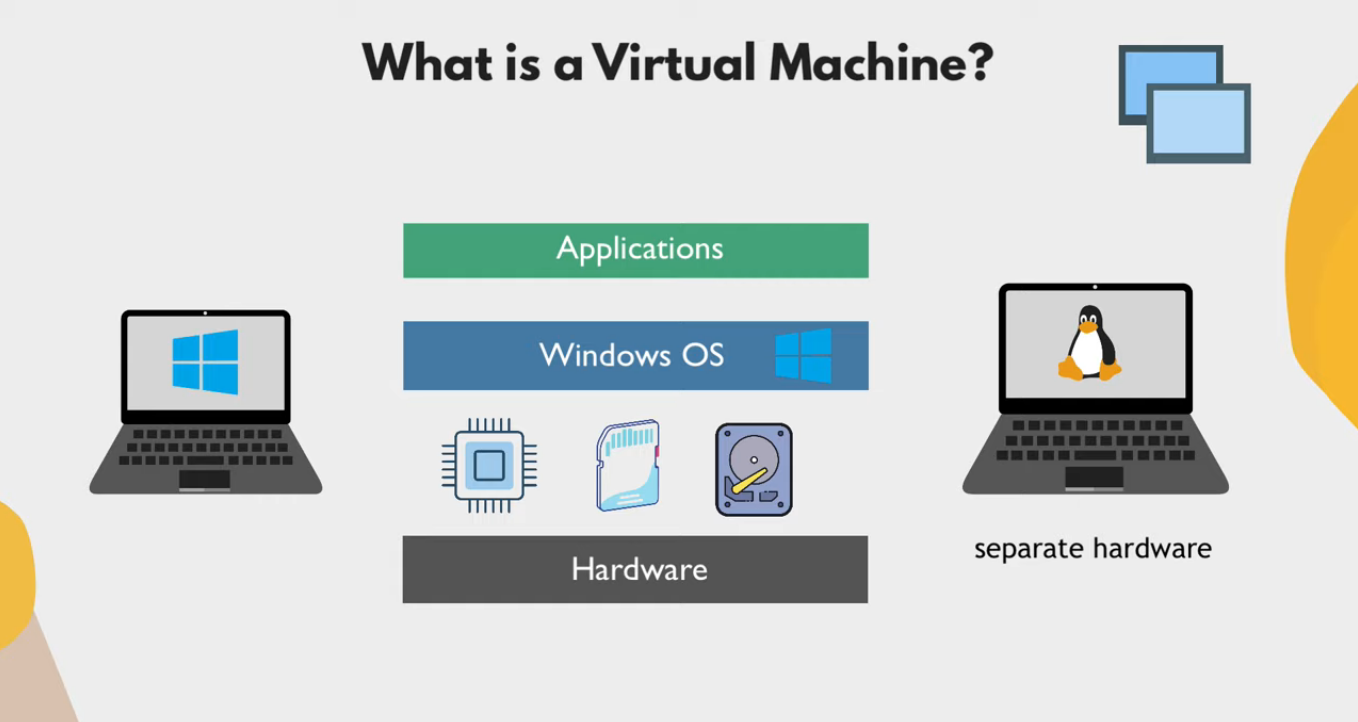 What is a Virtual Machine?
Applications
Windows OS
Hardware
separate hardware